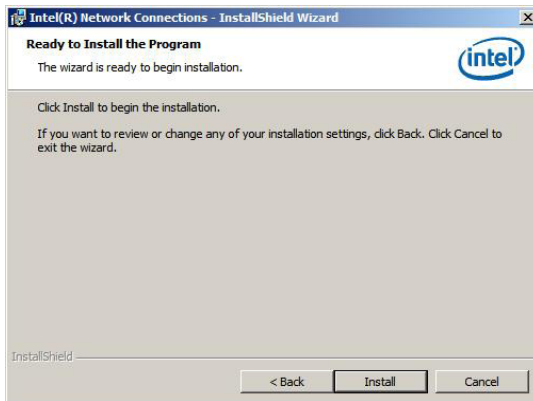 Intel(R) Network Connections - InstallShield Wizard
Ready to Install the Program
The wizard is ready to begin installation.
intel
Click Install to begin the installation.
If you want to review or change any of your installation settings, click Back. Click Cancel to
exit the wizard.
InstallShield
< Back
Install
Cancel